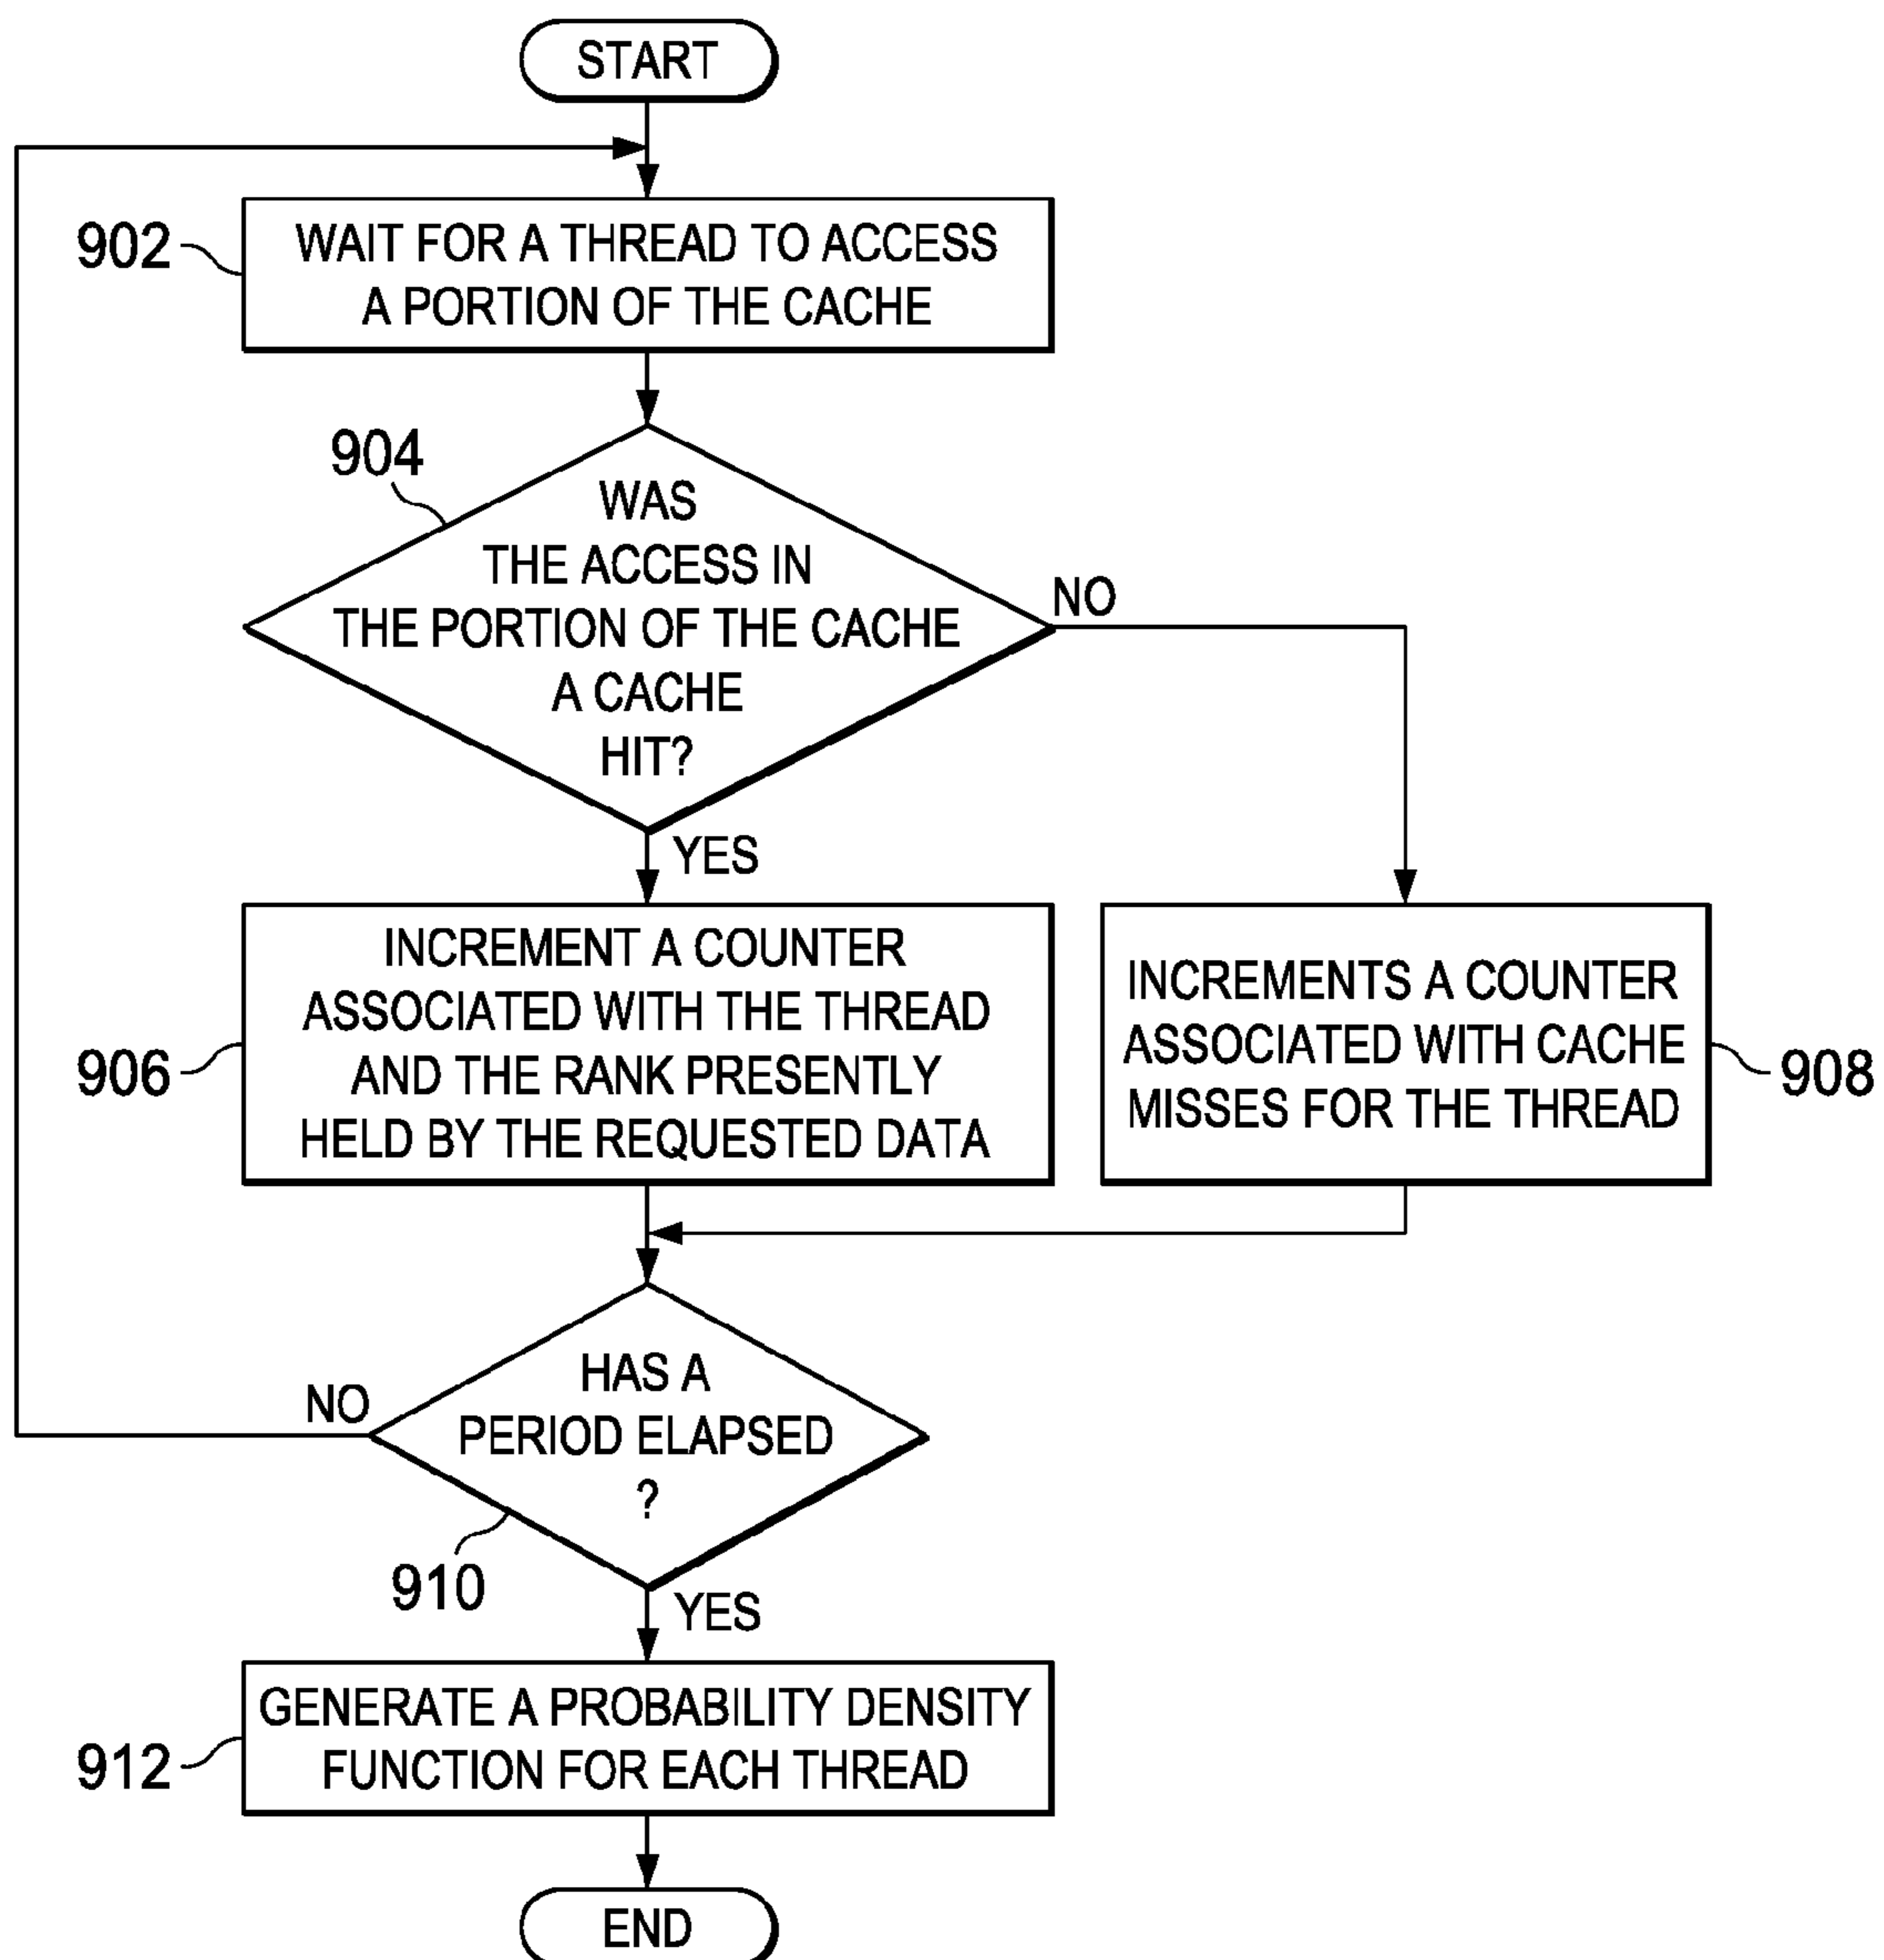 START
902
WAIT FOR A THREAD TO ACCESS
A PORTION OF THE CACHE
904
WAS
THE ACCESS IN
THE PORTION OF THE CACHE
A CACHE
HIT?
NO
YES
906
INCREMENT A COUNTER
ASSOCIATED WITH THE THREAD
AND THE RANK PRESENTLY
HELD BY THE REQUESTED DATA
INCREMENTS A COUNTER
ASSOCIATED WITH CACHE
MISSES FOR THE THREAD
908
NO
HAS A
PERIOD ELAPSED
?
910
YES
912
GENERATE A PROBABILITY DENSITY
FUNCTION FOR EACH THREAD
END